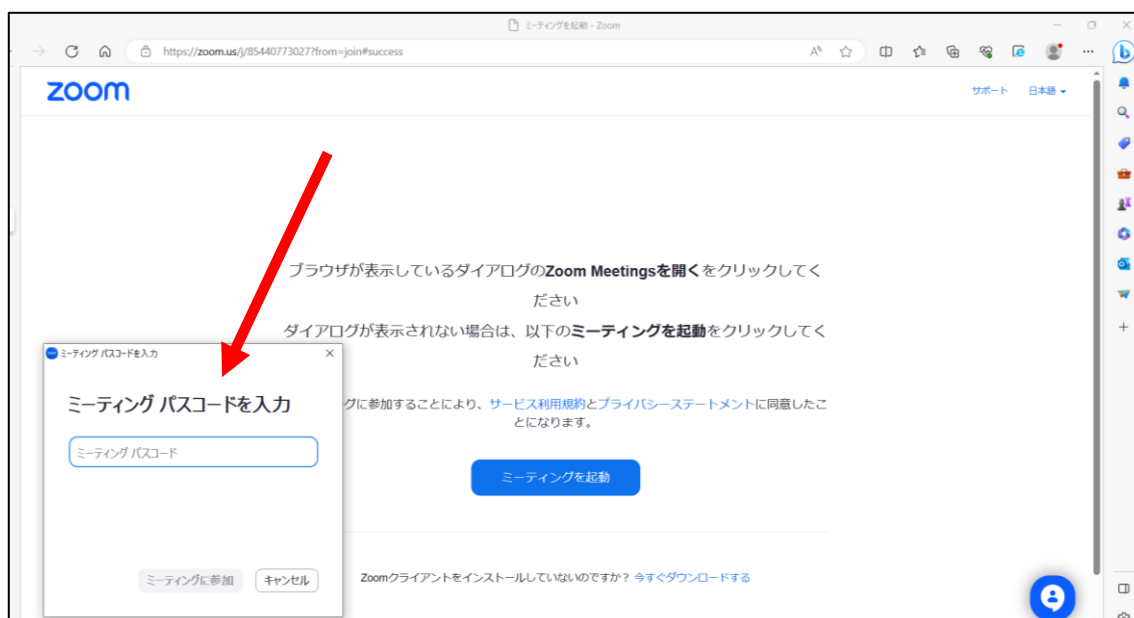 ミーティングを起動 - Zoom
https://zoom.us/j/85440773027?from=join#success
zoom
サポート 日本語
ブラウザが表示しているダイアログのZoom Meetingsを開くをクリックしてく
ださい
ダイアログが表示されない場合は、以下のミーティングを起動をクリックしてく
ださい
グに参加することにより、サービス利用規約とプライバシーステートメントに同意したこ
とになります。
ミーティングを起動
Zoomクライアントをインストールしていないのですか？今すぐダウンロードする
ミーティング パスコードを入力
ミーティング パスコードを入力
ミーティング パスコード
ミーティングに参加
キャンセル